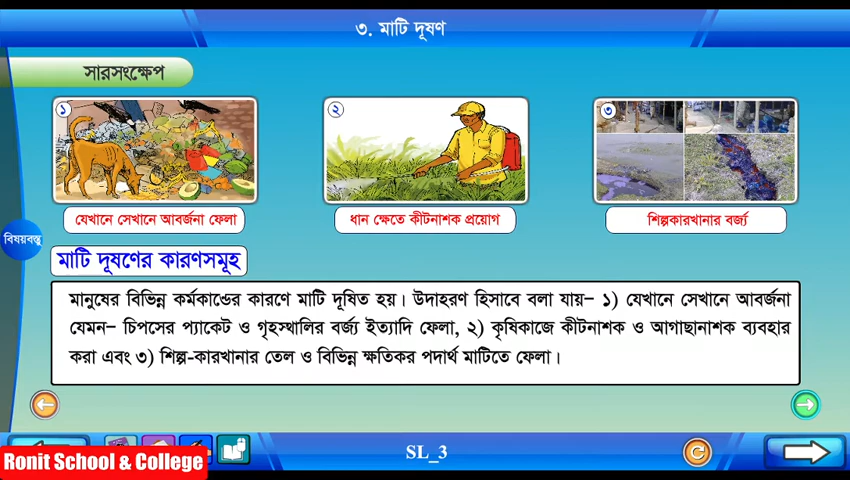 ৩. মাটি দূষণ
সারসংক্ষেপ
১
২
৩
যেখানে সেখানে আবর্জনা ফেলা
ধান ক্ষেতে কীটনাশক প্রয়োগ
শিল্পকারখানার বর্জ্য
বিষয়বস্তু
মাটি দূষণের কারণসমূহ
মানুষের বিভিন্ন কর্মকান্ডের কারণে মাটি দূষিত হয়। উদাহরণ হিসাবে বলা যায়– ১) যেখানে সেখানে আবর্জনা
যেমন– চিপসের প্যাকেট ও গৃহস্থালির বর্জ্য ইত্যাদি ফেলা, ২) কৃষিকাজে কীটনাশক ও আগাছানাশক ব্যবহার
করা এবং ৩) শিল্প-কারখানার তেল ও বিভিন্ন ক্ষতিকর পদার্থ মাটিতে ফেলা।
SL_3
Ronit School & College